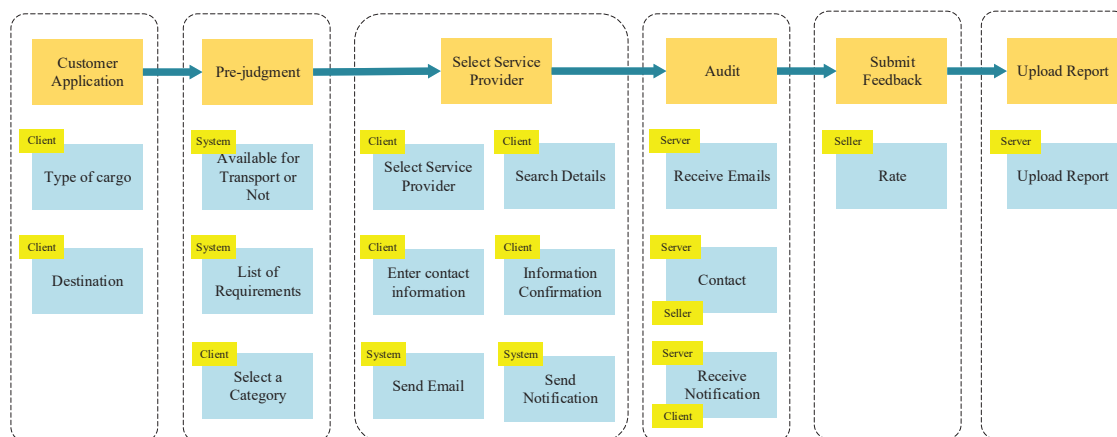 Customer
Application
Pre-judgment
Select Service
Provider
Audit
Submit
Feedback
Upload Report
Client
Type of cargo
Client
Destination
System
Available for
Transport or
Not
System
List of
Requirements
Client
Select a
Category
Client
Select Service
Provider
Client
Search Details
Client
Enter contact
information
Client
Information
Confirmation
System
Send Email
System
Send
Notification
Server
Receive Emails
Server
Contact
Seller
Server
Receive
Notification
Client
Seller
Rate
Server
Upload Report